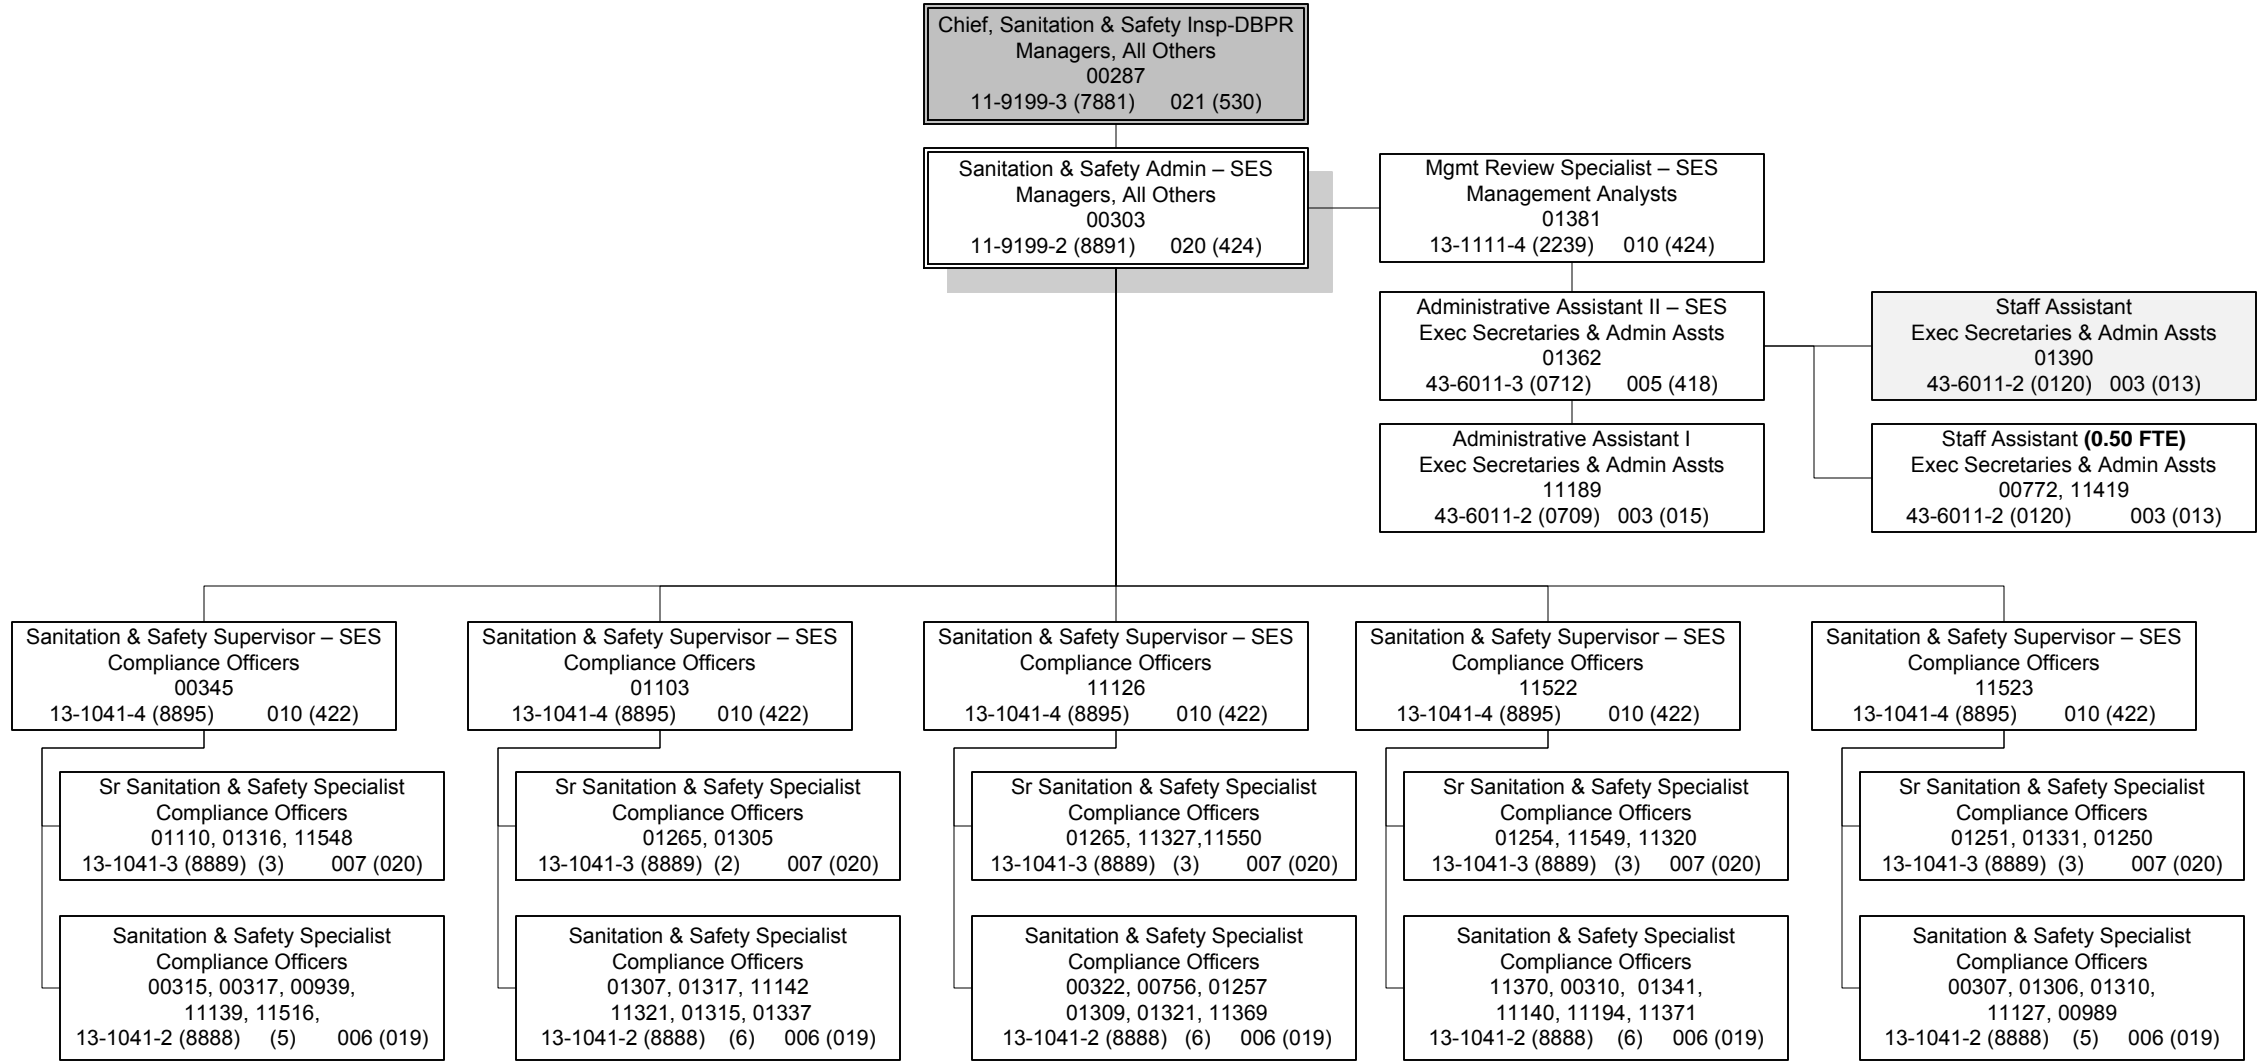 Chief, Sanitation & Safety Insp-DBPR
Managers, All Others
00287
11-9199-3 (7881) 021 (530)
Sanitation & Safety Admin – SES
Managers, All Others
00303
11-9199-2 (8891) 020 (424)
Mgmt Review Specialist – SES
Management Analysts
01381
13-1111-4 (2239) 010 (424)
Administrative Assistant II – SES
Exec Secretaries & Admin Assts
01362
43-6011-3 (0712) 005 (418)
Staff Assistant
Exec Secretaries & Admin Assts
01390
43-6011-2 (0120) 003 (013)
Administrative Assistant I
Exec Secretaries & Admin Assts
11189
43-6011-2 (0709) 003 (015)
Staff Assistant (0.50 FTE)
Exec Secretaries & Admin Assts
00772, 11419
43-6011-2 (0120) 003 (013)
Sanitation & Safety Supervisor – SES
Compliance Officers
00345
13-1041-4 (8895) 010 (422)
Sanitation & Safety Supervisor – SES
Compliance Officers
01103
13-1041-4 (8895) 010 (422)
Sanitation & Safety Supervisor – SES
Compliance Officers
11126
13-1041-4 (8895) 010 (422)
Sanitation & Safety Supervisor – SES
Compliance Officers
11522
13-1041-4 (8895) 010 (422)
Sanitation & Safety Supervisor – SES
Compliance Officers
11523
13-1041-4 (8895) 010 (422)
Sr Sanitation & Safety Specialist
Compliance Officers
01110, 01316, 11548
13-1041-3 (8889) (3) 007 (020)
Sr Sanitation & Safety Specialist
Compliance Officers
01265, 01305
13-1041-3 (8889) (2) 007 (020)
Sr Sanitation & Safety Specialist
Compliance Officers
01265, 11327,11550
13-1041-3 (8889) (3) 007 (020)
Sr Sanitation & Safety Specialist
Compliance Officers
01254, 11549, 11320
13-1041-3 (8889) (3) 007 (020)
Sr Sanitation & Safety Specialist
Compliance Officers
01251, 01331, 01250
13-1041-3 (8889) (3) 007 (020)
Sanitation & Safety Specialist
Compliance Officers
00315, 00317, 00939,
11139, 11516,
13-1041-2 (8888) (5) 006 (019)
Sanitation & Safety Specialist
Compliance Officers
01307, 01317, 11142
11321, 01315, 01337
13-1041-2 (8888) (6) 006 (019)
Sanitation & Safety Specialist
Compliance Officers
00322, 00756, 01257
01309, 01321, 11369
13-1041-2 (8888) (6) 006 (019)
Sanitation & Safety Specialist
Compliance Officers
11370, 00310, 01341,
11140, 11194, 11371
13-1041-2 (8888) (6) 006 (019)
Sanitation & Safety Specialist
Compliance Officers
00307, 01306, 01310,
11127, 00989
13-1041-2 (8888) (5) 006 (019)